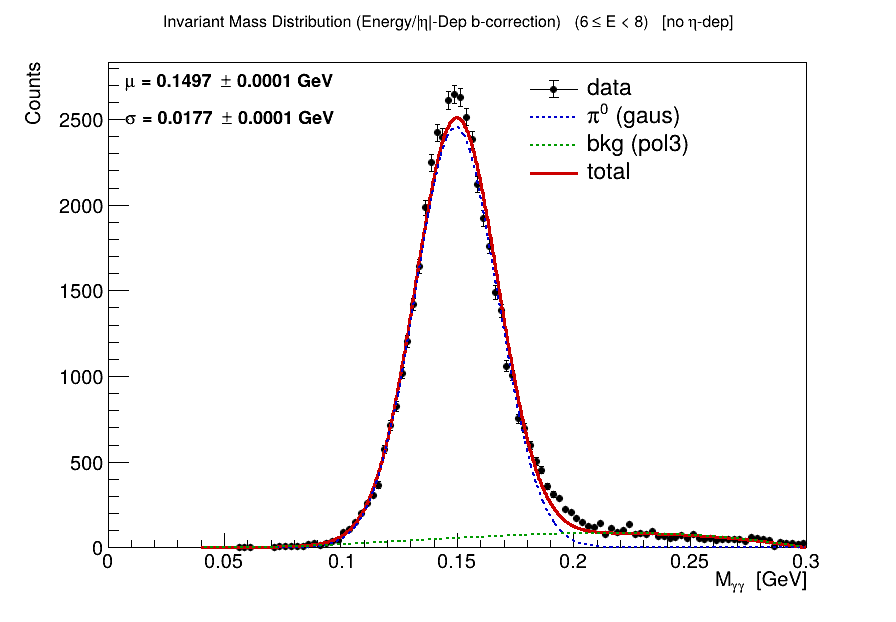 Invariant Mass Distribution (Energy/|η|-Dep b-correction) (6 ≤ E < 8) [no η-dep]
Counts
μ = 0.1497 ± 0.0001 GeV
σ = 0.0177 ± 0.0001 GeV
data
π⁰ (gaus)
bkg (pol3)
total
2500
2000
1500
1000
500
0
0 0.05 0.1 0.15 0.2 0.25 0.3
Mγγ [GeV]